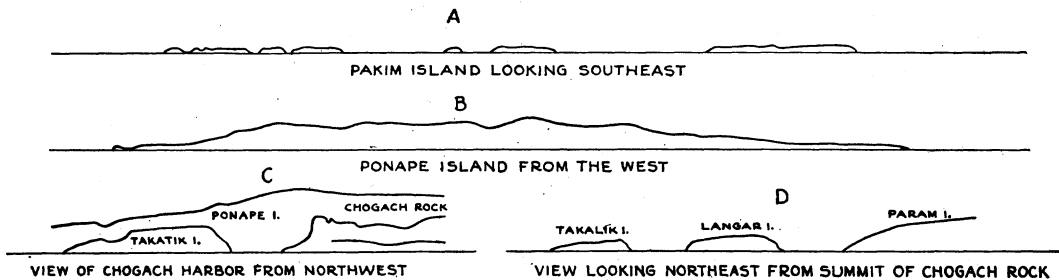 A
PAKIM ISLAND LOOKING SOUTHEAST
B
PONAPE ISLAND FROM THE WEST
C
PONAPE I.
CHOGACH ROCK
TAKATIK I.
VIEW OF CHOGACH HARBOR FROM NORTHWEST
D
TAKALIK I.
LANGAR I.
PARAM I.
VIEW LOOKING NORTHEAST FROM SUMMIT OF CHOGACH ROCK